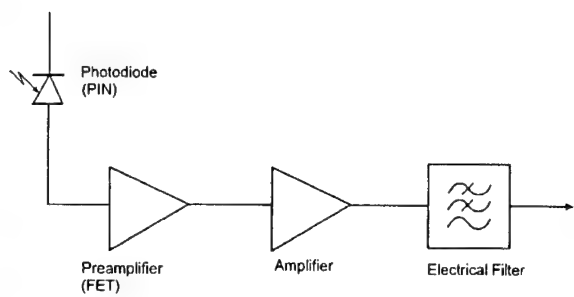 Photodiode
(PIN)
Preamplifier
(FET)
Amplifier
Electrical Filter